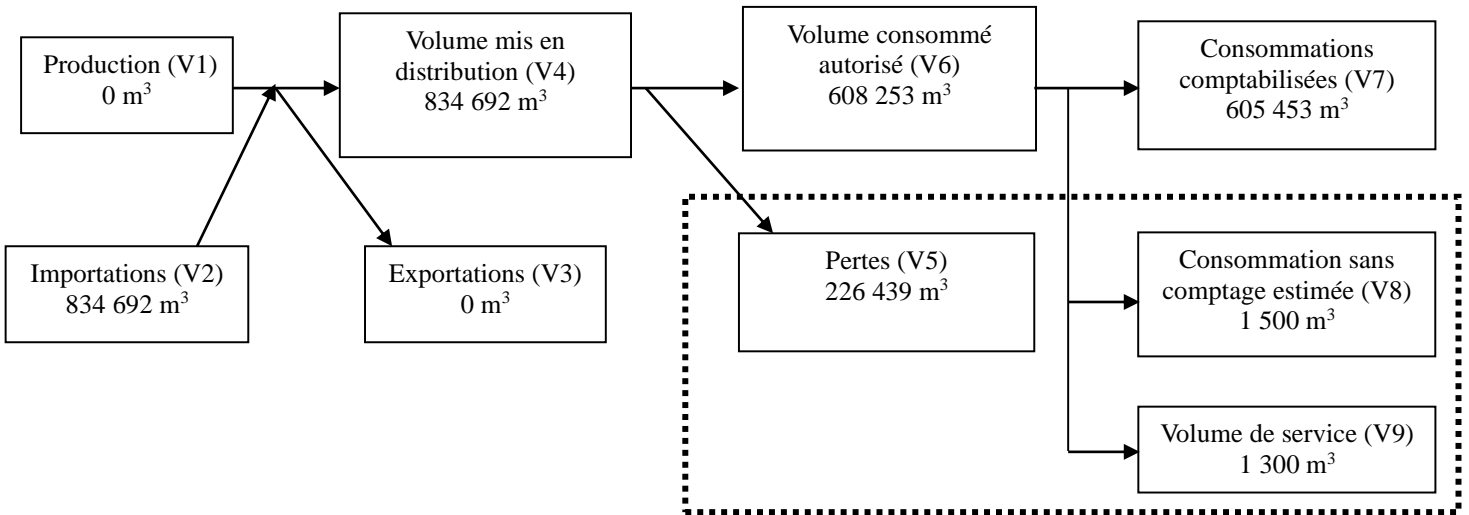 Production (V1)
0 m³
Volume mis en
distribution (V4)
834 692 m³
Volume consommé
autorisé (V6)
608 253 m³
Consommations
comptabilisées (V7)
605 453 m³
Importations (V2)
834 692 m³
Exportations (V3)
0 m³
Pertes (V5)
226 439 m³
Consommation sans
comptage estimée (V8)
1 500 m³
Volume de service (V9)
1 300 m³